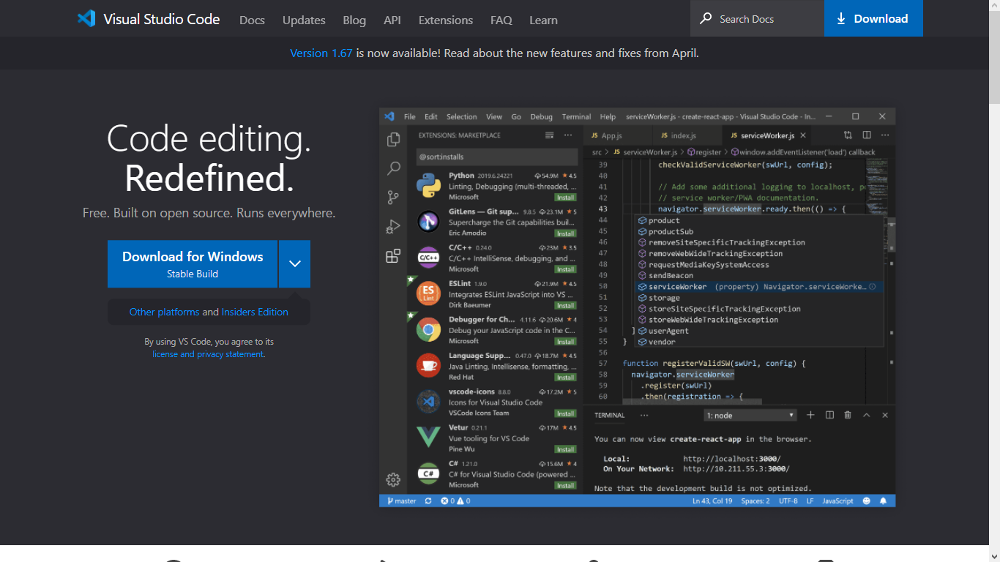 Visual Studio Code Docs Updates Blog API Extensions FAQ Learn Search Docs Download
Version 1.67 is now available! Read about the new features and fixes from April.
Code editing.
Redefined.
Free. Built on open source. Runs everywhere.
Download for Windows
Stable Build
Other platforms and Insiders Edition
By using VS Code, you agree to its
license and privacy statement.
File Edit Selection View Go Debug Terminal Help serviceWorker.js - create-react-app - Visual Studio Code - In...
EXTENSIONS: MARKETPLACE
@sort:installs
Python 2019.6.24221 54.9M 4.5
Linting, Debugging (multi-threaded, ...
Microsoft Install
GitLens — Git sup... 9.8.5 23.1M 5
Supercharge the Git capabilities buil...
Eric Amodio Install
C/C++ 0.24.0 23M 3.5
C/C++ IntelliSense, debugging, and ...
Microsoft Install
ESLint 1.9.0 21.9M 4.5
Integrates ESLint JavaScript into VS ...
Dirk Baeumer Install
Debugger for Ch... 4.11.6 20.6M 4
Debug your JavaScript code in the C...
Microsoft Install
Language Supp... 0.47.0 18.7M 4.5
Java Linting, Intellisense, formatting, ...
Red Hat Install
vscode-icons 8.8.0 17.2M 5
Icons for Visual Studio Code
VSCode Icons Team Install
Vetur 0.21.1 17M 4.5
Vue tooling for VS Code
Pine Wu Install
C# 1.21.0 15.6M 4
C# for Visual Studio Code (powered ...
Microsoft Install
C/C++
ES
Lint
C#
JS App.js JS index.js JS serviceWorker.js
src > JS serviceWorker.js > register > window.addEventListener('load') callback
39 checkValidServiceWorker(swUrl, config);
40
41 // Add some additional logging to localhost, po
42 // service worker/PWA documentation.
43 navigator.serviceWorker.ready.then(() => {
44 product
45 productSub
46 removeSiteSpecificTrackingException
47 removeWebWideTrackingException
48 requestMediaKeySystemAccess
49 sendBeacon
50 serviceWorker (property) Navigator.serviceWorke...
51 storage
52 storeSiteSpecificTrackingException
53 storeWebWideTrackingException
54 ] userAgent
55 } vendor
56
57 function registerValidSW(swUrl, config) {
58 navigator.serviceWorker
59 .register(swUrl)
60 .then(registration => {
TERMINAL ... 1: node
You can now view create-react-app in the browser.
Local: http://localhost:3000/
On Your Network: http://10.211.55.3:3000/
Note that the development build is not optimized.
master 0 0 Ln 43, Col 19 Spaces: 2 UTF-8 LF JavaScript